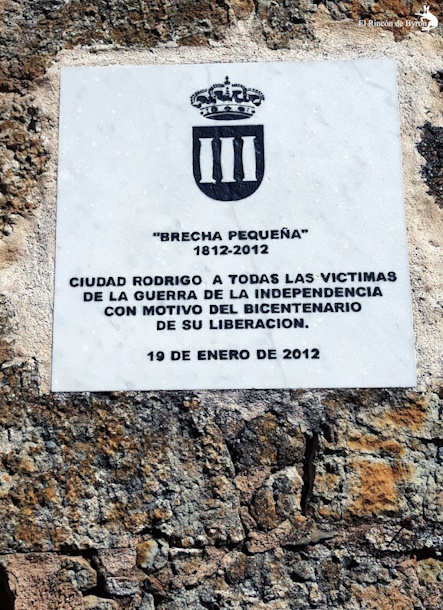 El Rincón de Byron
"BRECHA PEQUEÑA"
1812-2012
CIUDAD RODRIGO A TODAS LAS VICTIMAS
DE LA GUERRA DE LA INDEPENDENCIA
CON MOTIVO DEL BICENTENARIO
DE SU LIBERACION.
19 DE ENERO DE 2012